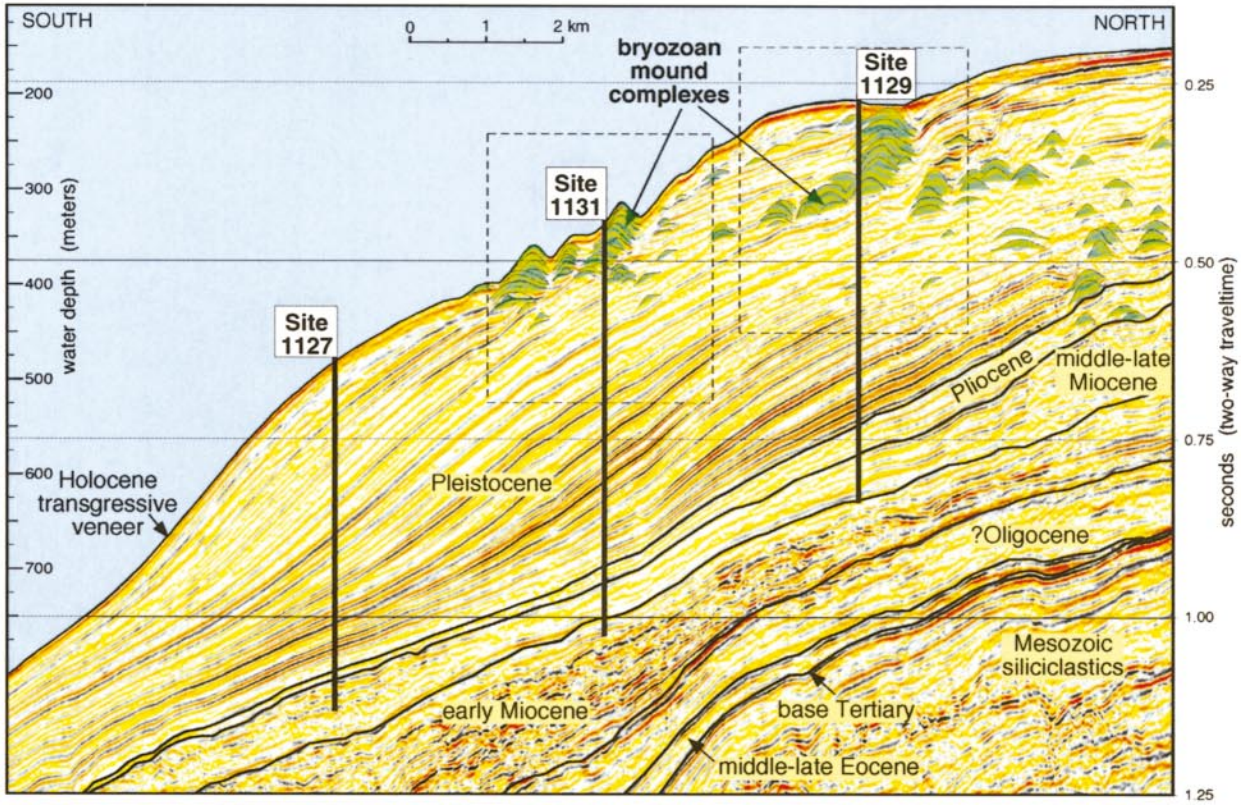 SOUTH
0 2 km
NORTH
bryozoan
mound
complexes
Site
1129
Site
1131
Site
1127
200
300
400
500
600
700
water depth (meters)
0.25
0.50
0.75
1.00
1.25
seconds (two-way traveltime)
Pliocene
middle-late
Miocene
Pleistocene
Holocene
transgressive
veneer
?Oligocene
Mesozoic
siliciclastics
early Miocene
base Tertiary
middle-late Eocene